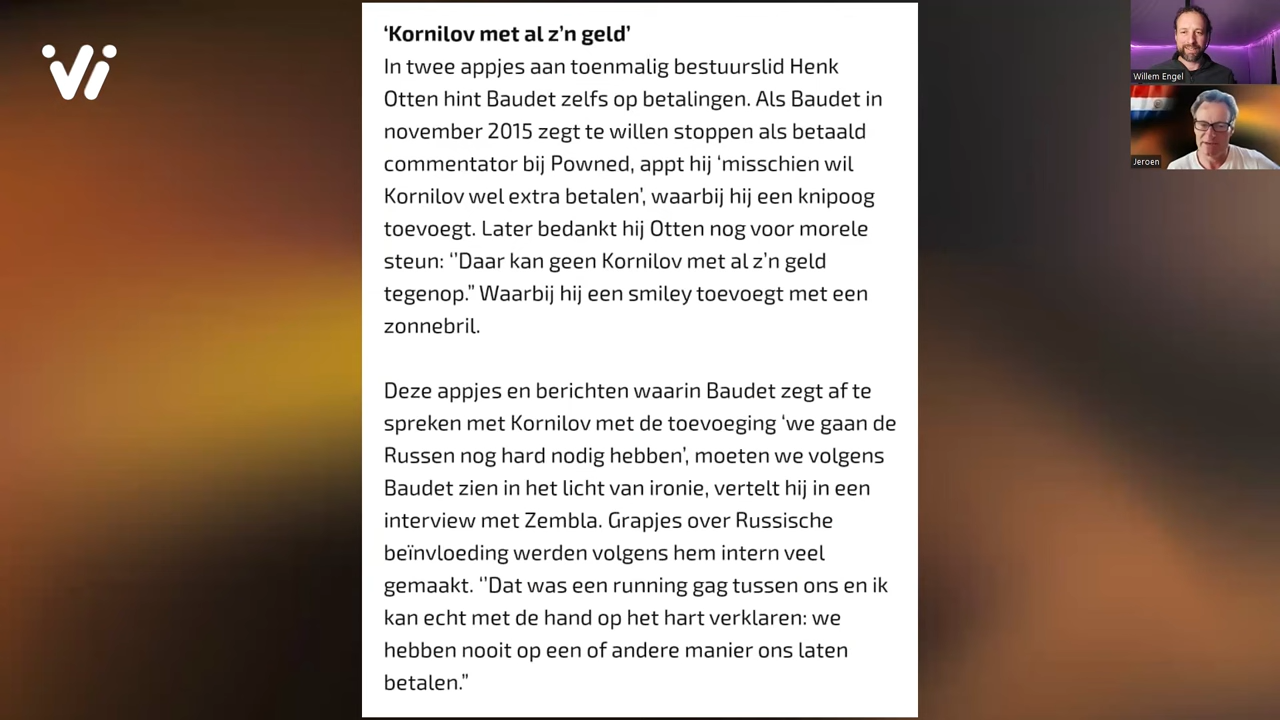 ‘Kornilov met al z’n geld’
In twee appjes aan toenmalig bestuurslid Henk
Otten hint Baudet zelfs op betalingen. Als Baudet in
november 2015 zegt te willen stoppen als betaald
commentator bij Powned, appt hij ‘misschien wil
Kornilov wel extra betalen’, waarbij hij een knipoog
toevoegt. Later bedankt hij Otten nog voor morele
steun: ‘’Daar kan geen Kornilov met al z’n geld
tegenop.” Waarbij hij een smiley toevoegt met een
zonnebril.
Deze appjes en berichten waarin Baudet zegt af te
spreken met Kornilov met de toevoeging ‘we gaan de
Russen nog hard nodig hebben’, moeten we volgens
Baudet zien in het licht van ironie, vertelt hij in een
interview met Zembla. Grapjes over Russische
beïnvloeding werden volgens hem intern veel
gemaakt. ‘’Dat was een running gag tussen ons en ik
kan echt met de hand op het hart verklaren: we
hebben nooit op een of andere manier ons laten
betalen.”
Willem Engel
Jeroen